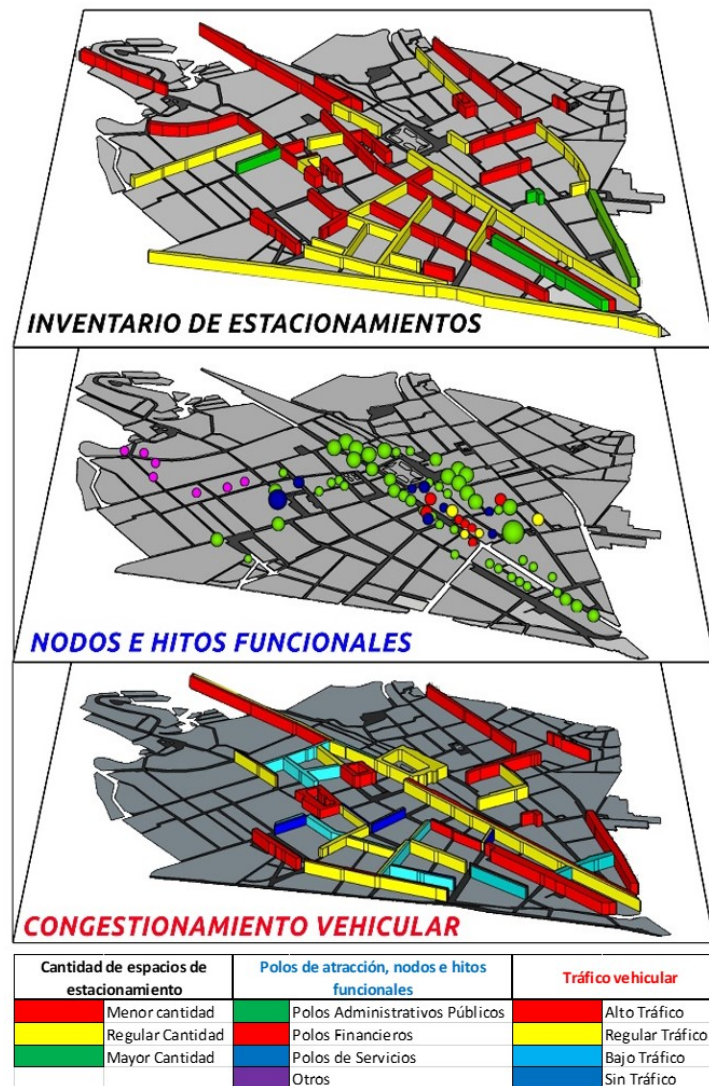 INVENTARIO DE ESTACIONAMIENTOS
NODOS E HITOS FUNCIONALES
CONGESTIONAMIENTO VEHICULAR
Cantidad de espacios de
estacionamiento
Polos de atracción, nodos e hitos
funcionales
Tráfico vehicular
Menor cantidad
Polos Administrativos Públicos
Alto Tráfico
Regular Cantidad
Polos Financieros
Regular Tráfico
Mayor Cantidad
Polos de Servicios
Bajo Tráfico
Otros
Sin Tráfico